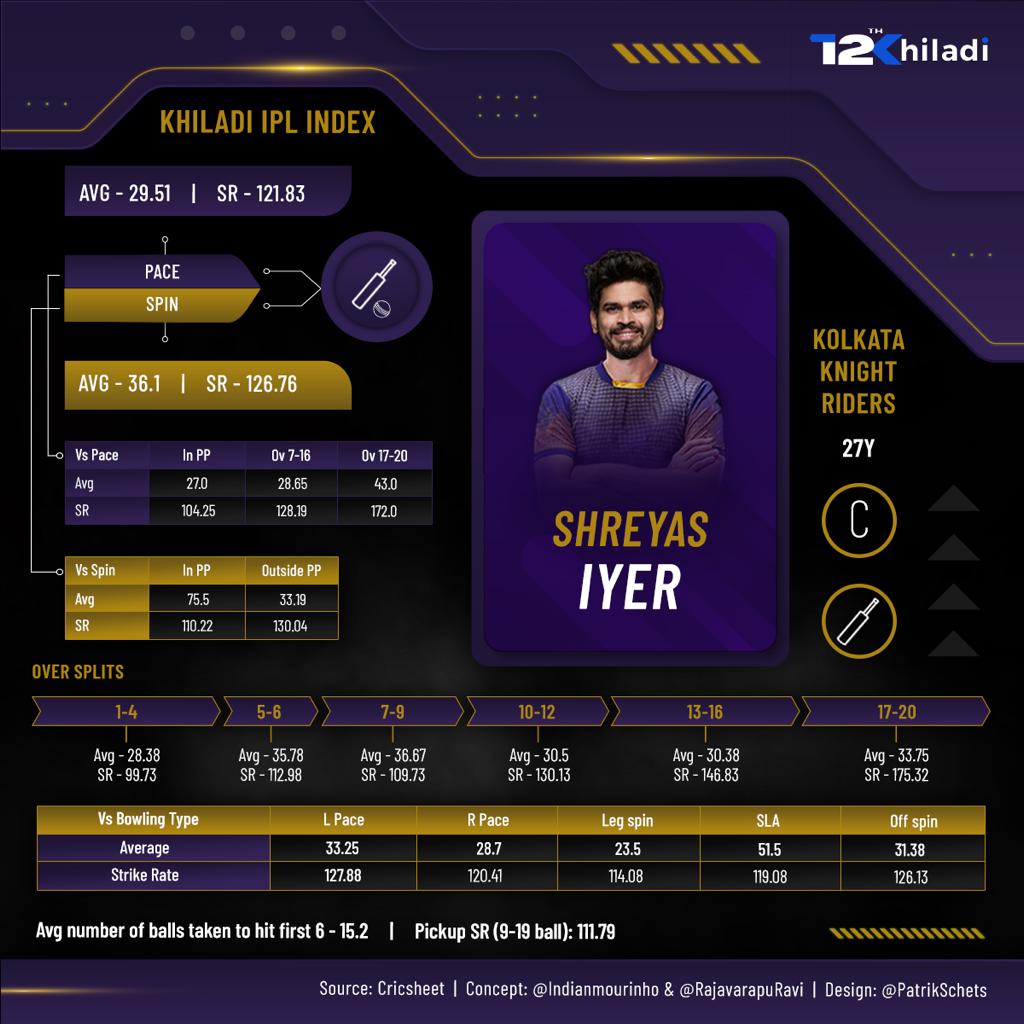 12THKhiladi
KHILADI IPL INDEX
AVG - 29.51 | SR - 121.83
PACE
SPIN
AVG - 36.1 | SR - 126.76
Vs Pace In PP Ov 7-16 Ov 17-20
Avg 27.0 28.65 43.0
SR 104.25 128.19 172.0
Vs Spin In PP Outside PP
Avg 75.5 33.19
SR 110.22 130.04
SHREYAS
IYER
KOLKATA
KNIGHT
RIDERS
27Y
C
OVER SPLITS
1-4 5-6 7-9 10-12 13-16 17-20
Avg - 28.38 Avg - 35.78 Avg - 36.67 Avg - 30.5 Avg - 30.38 Avg - 33.75
SR - 99.73 SR - 112.98 SR - 109.73 SR - 130.13 SR - 146.83 SR - 175.32
Vs Bowling Type L Pace R Pace Leg spin SLA Off spin
Average 33.25 28.7 23.5 51.5 31.38
Strike Rate 127.88 120.41 114.08 119.08 126.13
Avg number of balls taken to hit first 6 - 15.2 | Pickup SR (9-19 ball): 111.79
Source: Cricsheet | Concept: @Indianmourinho & @RajavarapuRavi | Design: @PatrikSchets